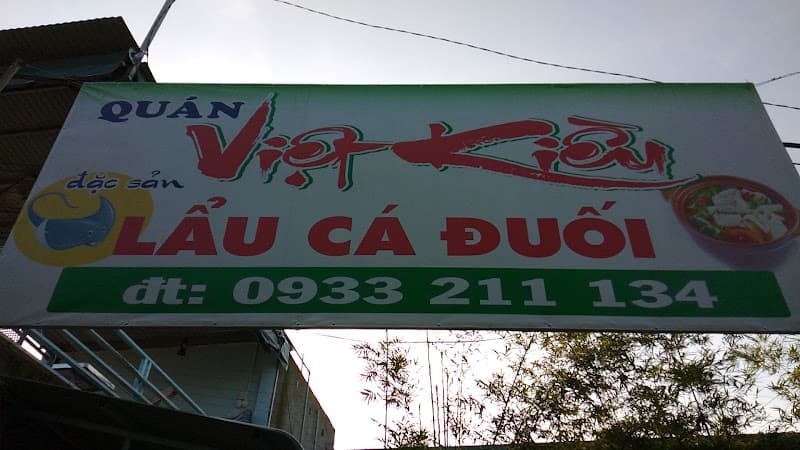 QUÁN
Việt Kiều
đặc sản
LẨU CÁ ĐUỐI
đt: 0933 211 134